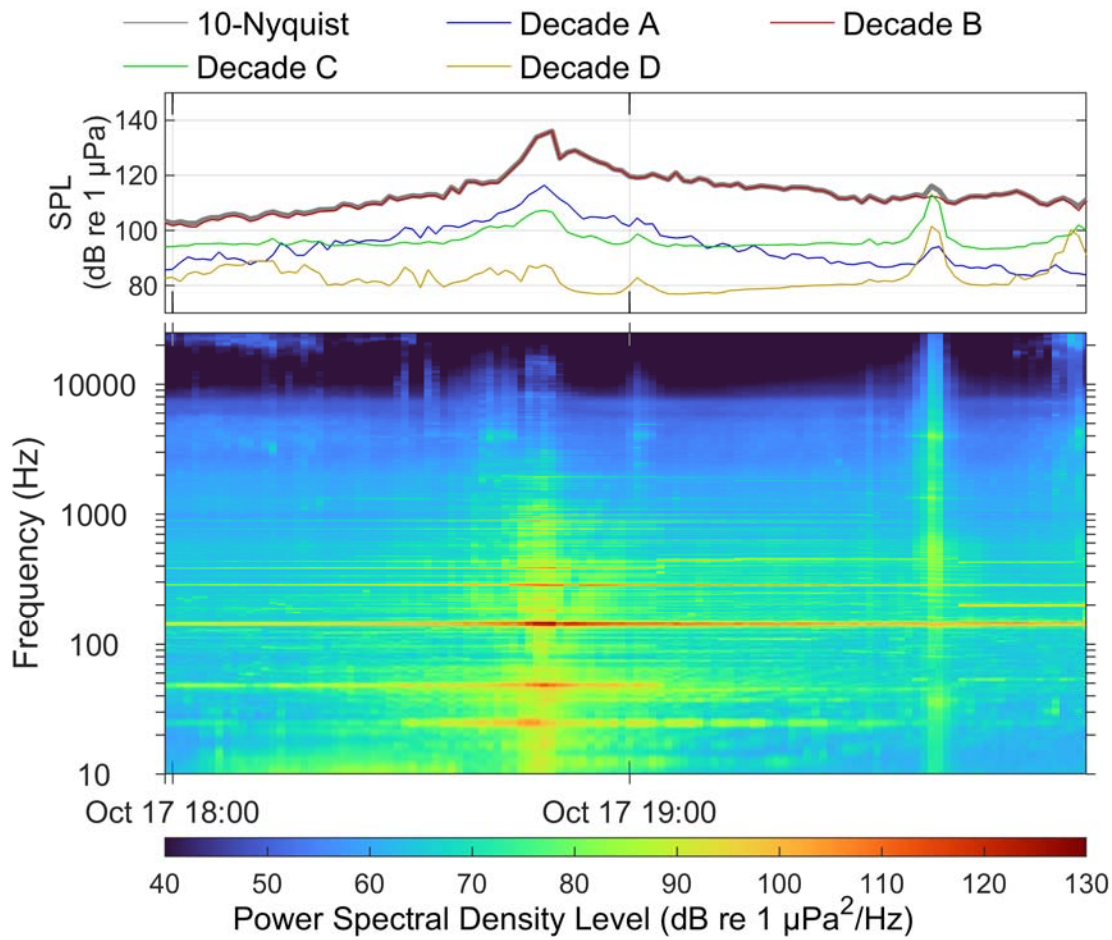 10-Nyquist Decade A Decade B
Decade C Decade D
SPL
(dB re 1 µPa)
140
120
100
80
Frequency (Hz)
10000
1000
100
10
Oct 17 18:00 Oct 17 19:00
40 50 60 70 80 90 100 110 120 130
Power Spectral Density Level (dB re 1 µPa²/Hz)